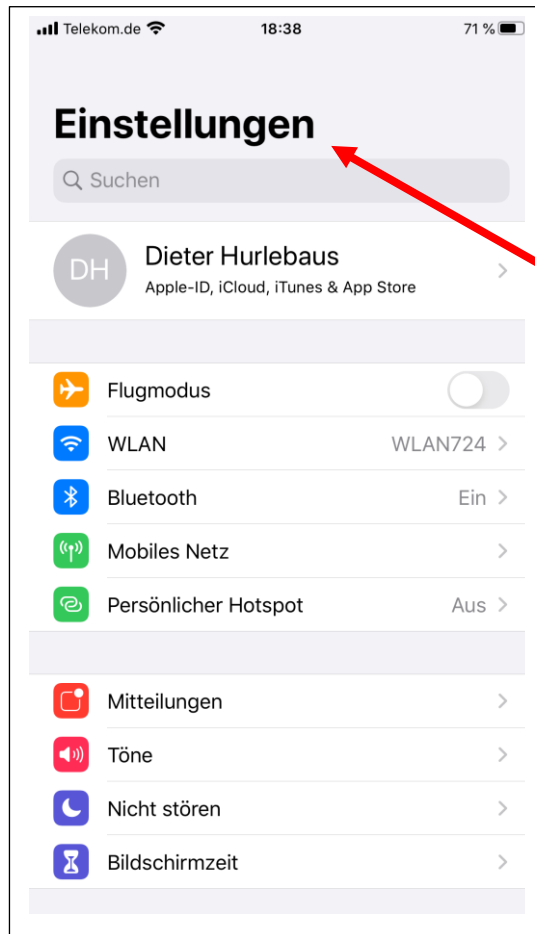 Telekom.de 18:38 71 %
Einstellungen
Suchen
DH
Dieter Hurlebaus
Apple-ID, iCloud, iTunes & App Store
Flugmodus
WLAN WLAN724
Bluetooth Ein
Mobiles Netz
Persönlicher Hotspot Aus
Mitteilungen
Töne
Nicht stören
Bildschirmzeit